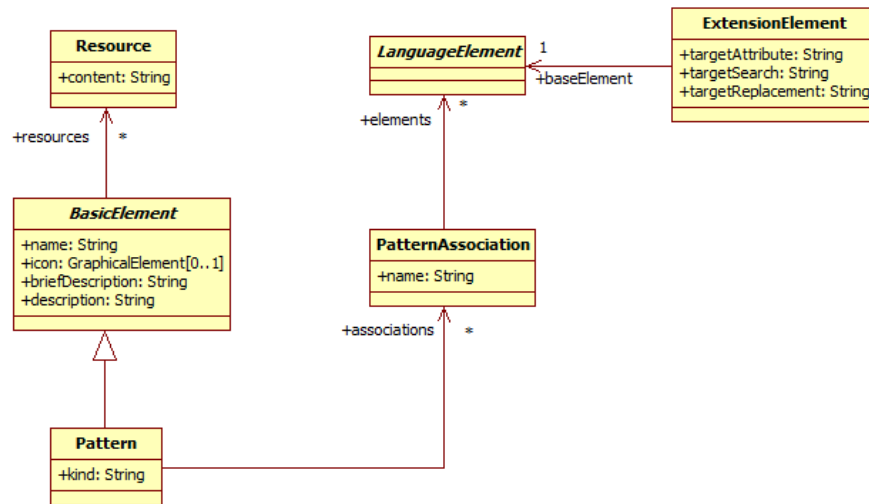 Resource
+content: String
+resources
*
BasicElement
+name: String
+icon: GraphicalElement[0..1]
+briefDescription: String
+description: String
Pattern
+kind: String
LanguageElement
1
+baseElement
ExtensionElement
+targetAttribute: String
+targetSearch: String
+targetReplacement: String
+elements
*
PatternAssociation
+name: String
+associations
*